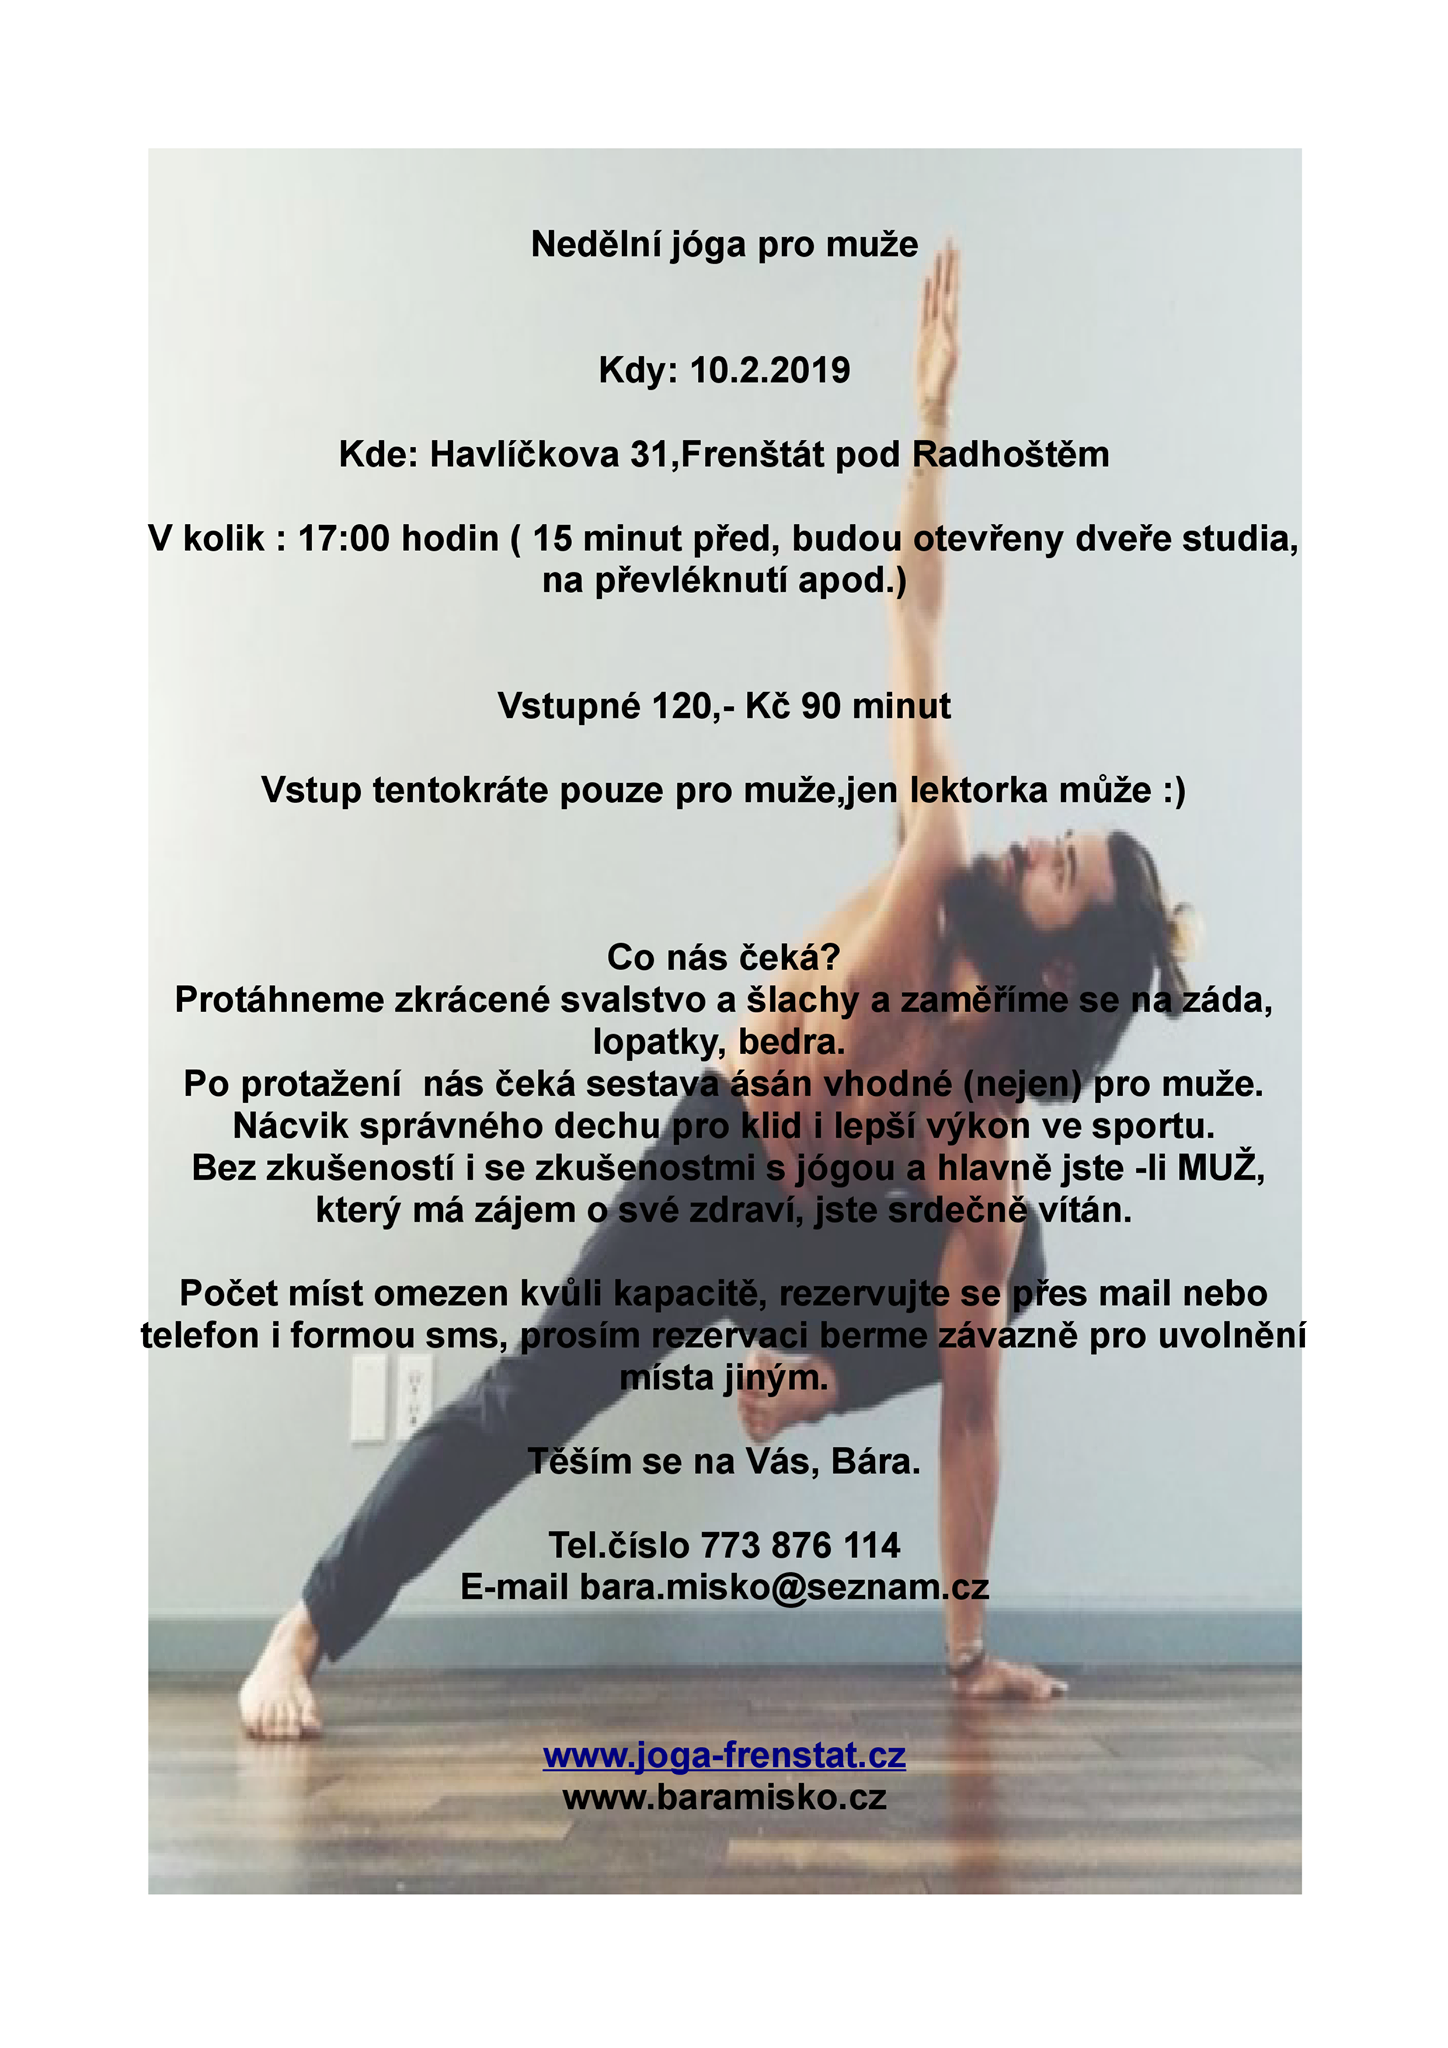 Nedělní jóga pro muže
Kdy: 10.2.2019
Kde: Havlíčkova 31,Frenštát pod Radhoštěm
V kolik : 17:00 hodin ( 15 minut před, budou otevřeny dveře studia,
na převléknutí apod.)
Vstupné 120,- Kč 90 minut
Vstup tentokráte pouze pro muže,jen lektorka může :)
Co nás čeká?
Protáhneme zkrácené svalstvo a šlachy a zaměříme se na záda,
lopatky, bedra.
Po protažení  nás čeká sestava ásán vhodné (nejen) pro muže.
Nácvik správného dechu pro klid i lepší výkon ve sportu.
Bez zkušeností i se zkušenostmi s jógou a hlavně jste -li MUŽ,
který má zájem o své zdraví, jste srdečně vítán.
Počet míst omezen kvůli kapacitě, rezervujte se přes mail nebo
telefon i formou sms, prosím rezervaci berme závazně pro uvolnění
místa jiným.
Těším se na Vás, Bára.
Tel.číslo 773 876 114
E-mail bara.misko@seznam.cz
www.joga-frenstat.cz
www.baramisko.cz